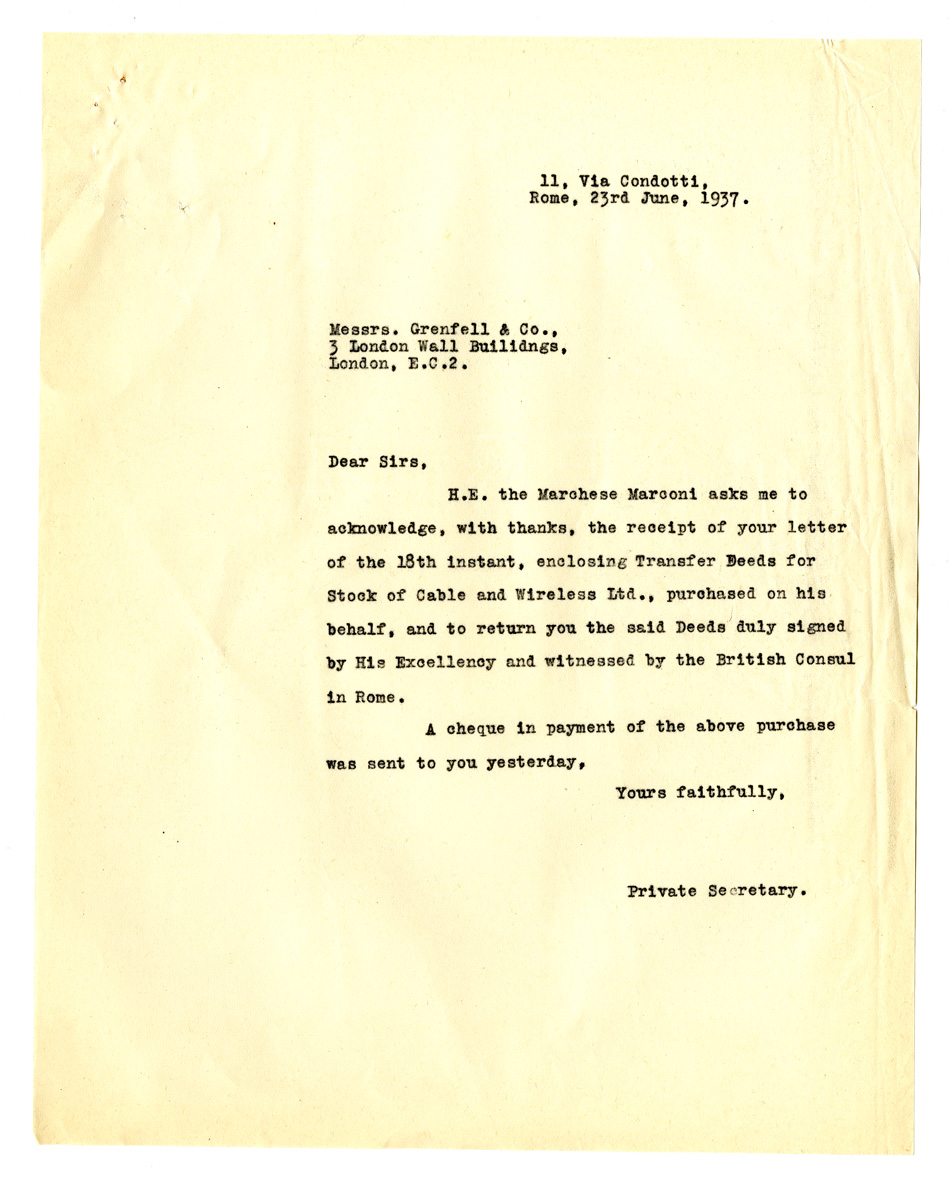 11, Via Condotti,
Rome, 23rd June, 1937.
Messrs. Grenfell & Co.,
3 London Wall Builidngs,
London, E.C.2.
Dear Sirs,
H.E. the Marchese Marconi asks me to
acknowledge, with thanks, the receipt of your letter
of the 18th instant, enclosing Transfer Deeds for
Stock of Cable and Wireless Ltd., purchased on his
behalf, and to return you the said Deeds duly signed
by His Excellency and witnessed by the British Consul
in Rome.
A cheque in payment of the above purchase
was sent to you yesterday,
Yours faithfully,
Private Secretary.